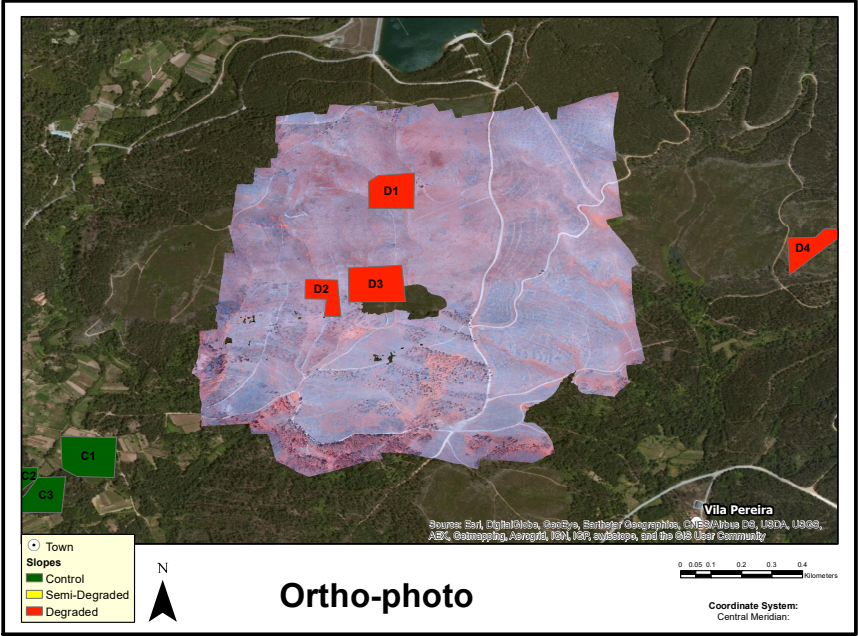 D1
D4
D2
D3
C1
C2
C3
Vila Pereira
Source: Esri, DigitalGlobe, GeoEye, Earthstar Geographics, CNES/Airbus DS, USDA, USGS,
AEX, Getmapping, Aerogrid, IGN, IGP, swisstopo, and the GIS User Community
Town
Slopes
Control
Semi-Degraded
Degraded
N
Ortho-photo
0 0.05 0.1 0.2 0.3 0.4
Kilometers
Coordinate System:
Central Meridian: